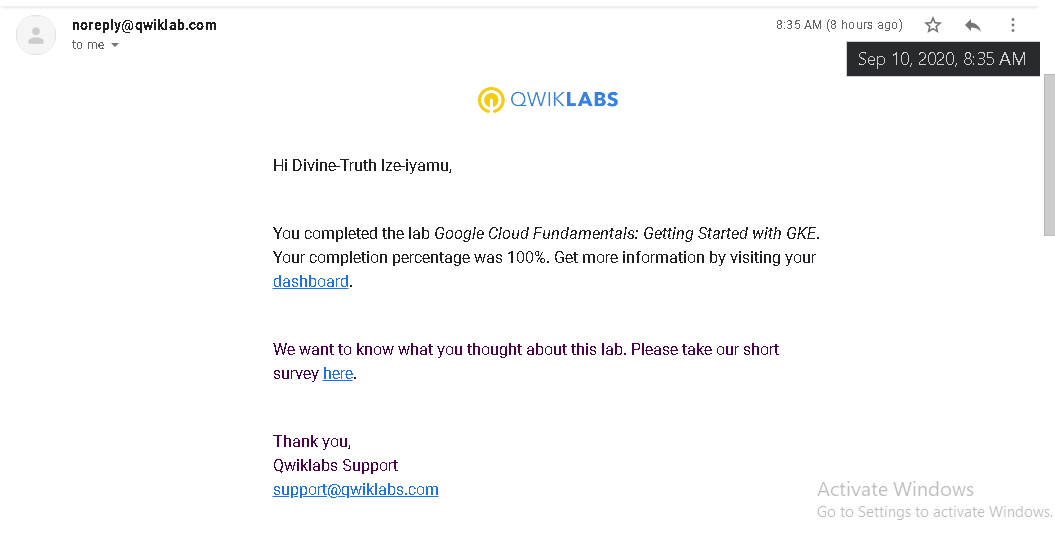 noreply@qwiklab.com
8:35 AM (8 hours ago)
to me
Sep 10, 2020, 8:35 AM
QWIKLABS
Hi Divine-Truth Ize-iyamu,
You completed the lab Google Cloud Fundamentals: Getting Started with GKE.
Your completion percentage was 100%. Get more information by visiting your
dashboard.
We want to know what you thought about this lab. Please take our short
survey here.
Thank you,
Qwiklabs Support
support@qwiklabs.com
Activate Windows
Go to Settings to activate Windows.